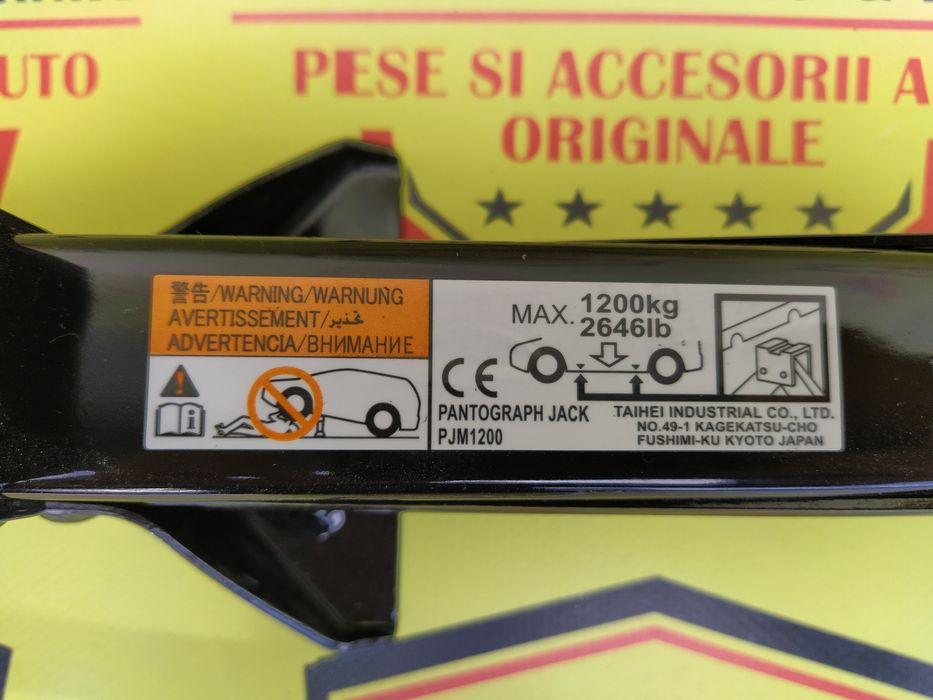 UTO
PESE SI ACCESORII A
ORIGINALE
警告/WARNING/WARNUNG
AVERTISSEMENT/تحذير
ADVERTENCIA/ВНИМАНИЕ
MAX. 1200kg
2646lb
CE
PANTOGRAPH JACK
PJM1200
TAIHEI INDUSTRIAL CO., LTD.
NO.49-1 KAGEKATSU-CHO
FUSHIMI-KU KYOTO JAPAN